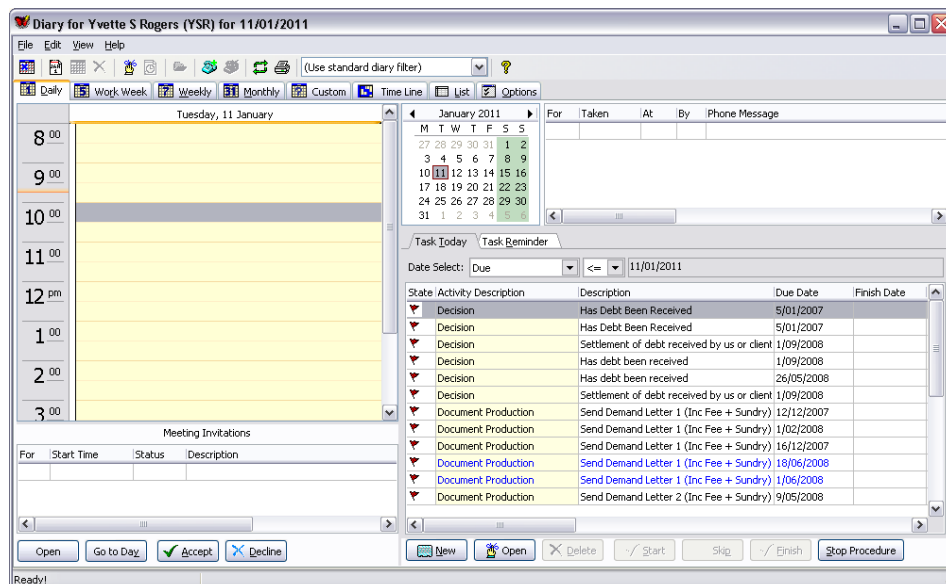 Diary for Yvette S Rogers (YSR) for 11/01/2011
File Edit View Help
(Use standard diary filter)
Daily Work Week Weekly Monthly Custom Time Line List Options
Tuesday, 11 January
8 00
9 00
10 00
11 00
12 pm
1 00
2 00
3 00
Meeting Invitations
For Start Time Status Description
Open Go to Day Accept Decline
January 2011
M T W T F S S
27 28 29 30 31 1 2
3 4 5 6 7 8 9
10 11 12 13 14 15 16
17 18 19 20 21 22 23
24 25 26 27 28 29 30
31 1 2 3 4 5 6
For Taken At By Phone Message
Task Today Task Reminder
Date Select: Due <= 11/01/2011
State Activity Description Description Due Date Finish Date
Decision Has Debt Been Received 5/01/2007
Decision Has Debt Been Received 5/01/2007
Decision Settlement of debt received by us or client 1/09/2008
Decision Has debt been received 1/09/2008
Decision Has debt been received 26/05/2008
Decision Settlement of debt received by us or client 1/09/2008
Document Production Send Demand Letter 1 (Inc Fee + Sundry) 12/12/2007
Document Production Send Demand Letter 1 (Inc Fee + Sundry) 1/02/2008
Document Production Send Demand Letter 1 (Inc Fee + Sundry) 16/12/2007
Document Production Send Demand Letter 1 (Inc Fee + Sundry) 18/06/2008
Document Production Send Demand Letter 1 (Inc Fee + Sundry) 1/06/2008
Document Production Send Demand Letter 2 (Inc Fee + Sundry) 9/05/2008
New Open Delete Start Skip Finish Stop Procedure
Ready!